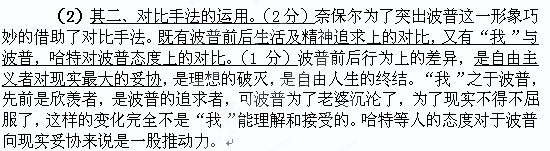 （2）其二、对比手法的运用。（2分）奈保尔为了突出波普这一形象巧
妙的借助了对比手法。既有波普前后生活及精神追求上的对比，又有“我”与
波普，哈特对波普态度上的对比。（1 分）波普前后行为上的差异，是自由主
义者对现实最大的妥协，是理想的破灭，是自由人生的终结。“我”之于波普，
先前是欣羡者，是波普的追求者，可波普为了老婆沉沦了，为了现实不得不屈
服了，这样的变化完全不是“我”能理解和接受的。哈特等人的态度对于波普
向现实妥协来说是一股推动力。